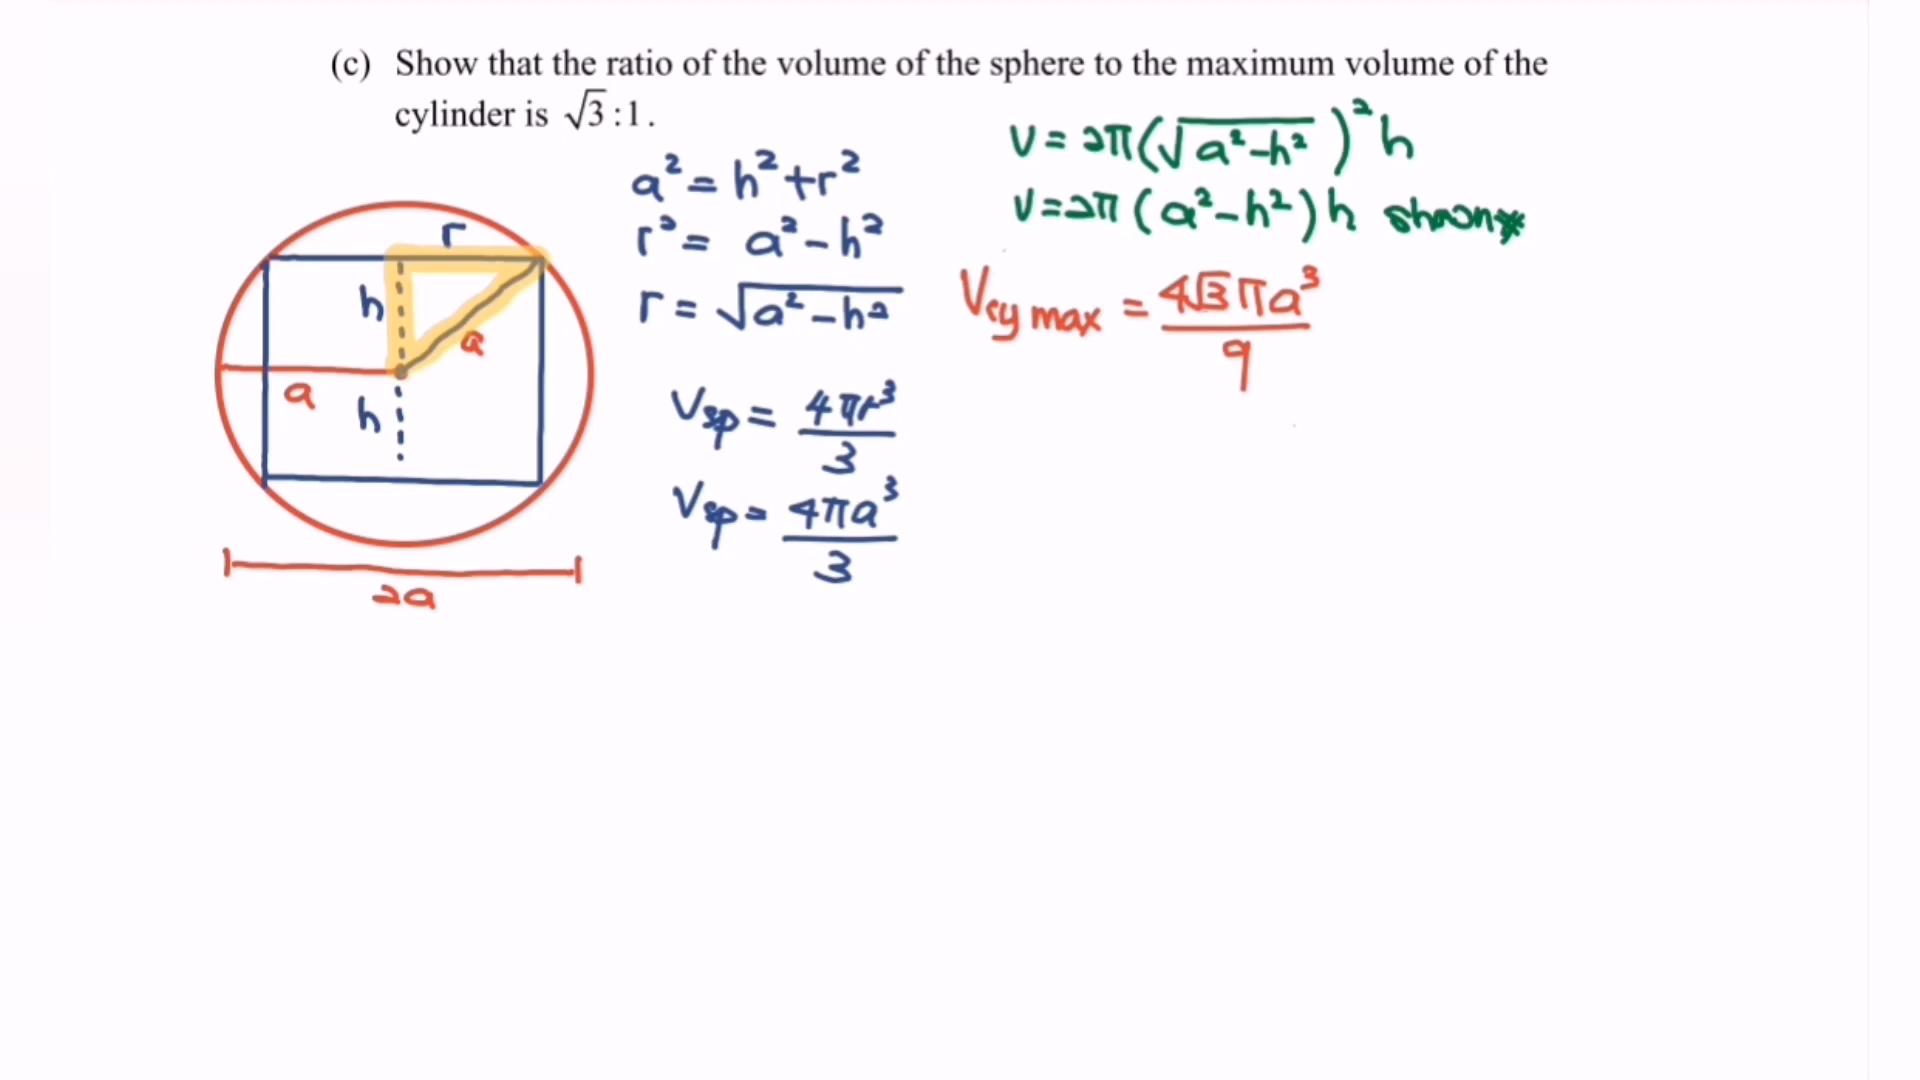 (c) Show that the ratio of the volume of the sphere to the maximum volume of the
cylinder is √3 : 1.
V = 2π(√(a²-h²))²h
V = 2π(a²-h²)h shown*
a² = h² + r²
r² = a² - h²
r = √(a² - h²)
Vcy max = 4√3πa³/9
Vsp = 4πr³/3
Vsp = 4πa³/3
r
h
a
a
h
2a